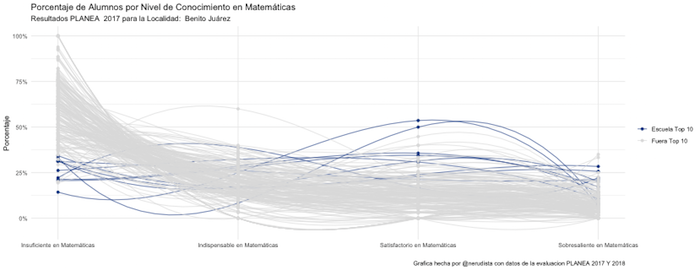 Porcentaje de Alumnos por Nivel de Conocimiento en Matemáticas
Resultados PLANEA 2017 para la Localidad: Benito Juárez
Porcentaje
100%
75%
50%
25%
0%
Insuficiente en Matemáticas
Indispensable en Matemáticas
Satisfactorio en Matemáticas
Sobresaliente en Matemáticas
Escuela Top 10
Fuera Top 10
Grafica hecha por @nerudista con datos de la evaluacion PLANEA 2017 Y 2018